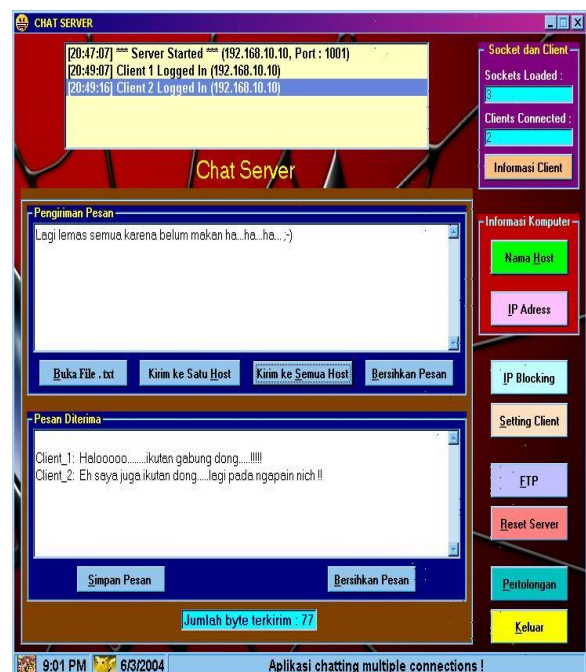 CHAT SERVER
[20:47:07] *** Server Started *** (192.168.10.10, Port : 1001)
[20:49:07] Client 1 Logged In (192.168.10.10)
[20:49:16] Client 2 Logged In (192.168.10.10)
Socket dan Client
Sockets Loaded :
3
Clients Connected :
2
Informasi Client
Chat Server
Pengiriman Pesan
Lagi lemas semua karena belum makan ha...ha...ha... ;-)
Buka File .txt
Kirim ke Satu Host
Kirim ke Semua Host
Bersihkan Pesan
Informasi Komputer
Nama Host
IP Adress
IP Blocking
Setting Client
FTP
Reset Server
Pertolongan
Keluar
Pesan Diterima
Client_1: Halooooo........ikutan gabung dong.....!!!!!
Client_2: Eh saya juga ikutan dong.....lagi pada ngapain nich !!
Simpan Pesan
Bersihkan Pesan
Jumlah byte terkirim : 77
9:01 PM
6/3/2004
Aplikasi chatting multiple connections !